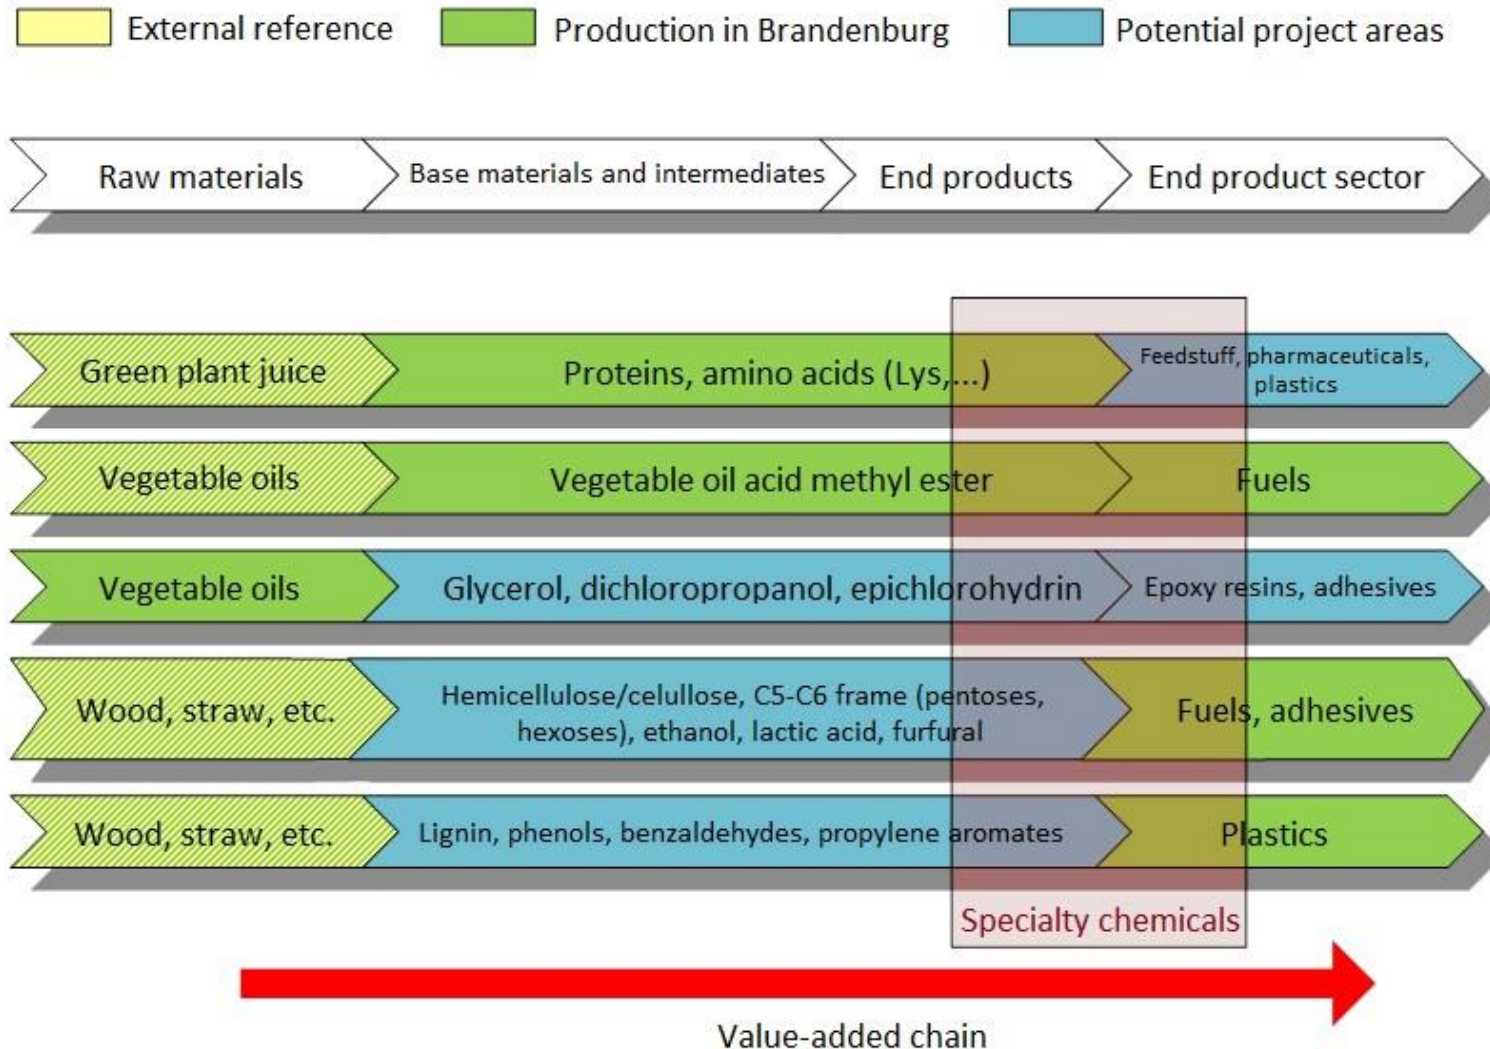 External reference
Production in Brandenburg
Potential project areas
Raw materials
Base materials and intermediates
End products
End product sector
Green plant juice
Proteins, amino acids (Lys,...)
Feedstuff, pharmaceuticals,
plastics
Vegetable oils
Vegetable oil acid methyl ester
Fuels
Vegetable oils
Glycerol, dichloropropanol, epichlorohydrin
Epoxy resins, adhesives
Wood, straw, etc.
Hemicellulose/celullose, C5-C6 frame (pentoses,
hexoses), ethanol, lactic acid, furfural
Fuels, adhesives
Wood, straw, etc.
Lignin, phenols, benzaldehydes, propylene aromates
Plastics
Specialty chemicals
Value-added chain